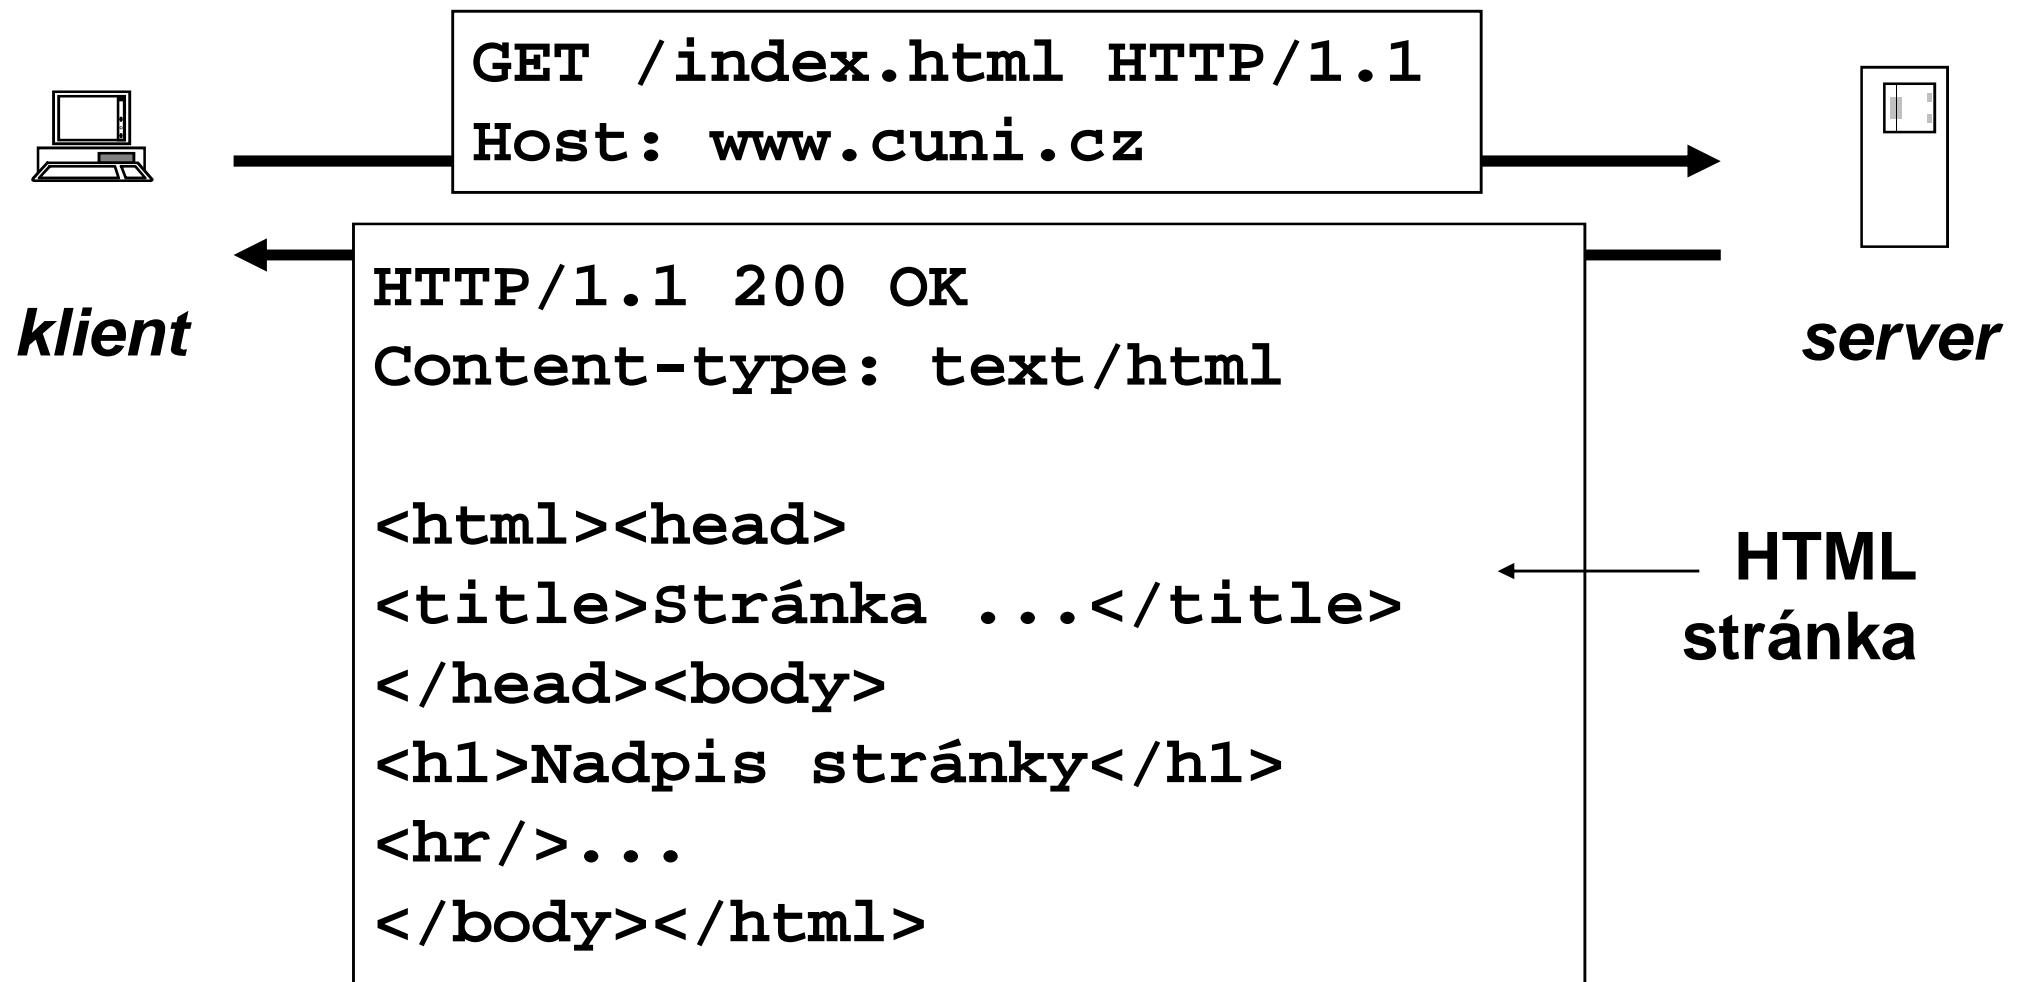 GET /index.html HTTP/1.1
Host: www.cuni.cz
klient
server
HTTP/1.1 200 OK
Content-type: text/html
<html><head>
<title>Stránka ...</title>
</head><body>
<h1>Nadpis stránky</h1>
<hr/>...
</body></html>
HTML
stránka